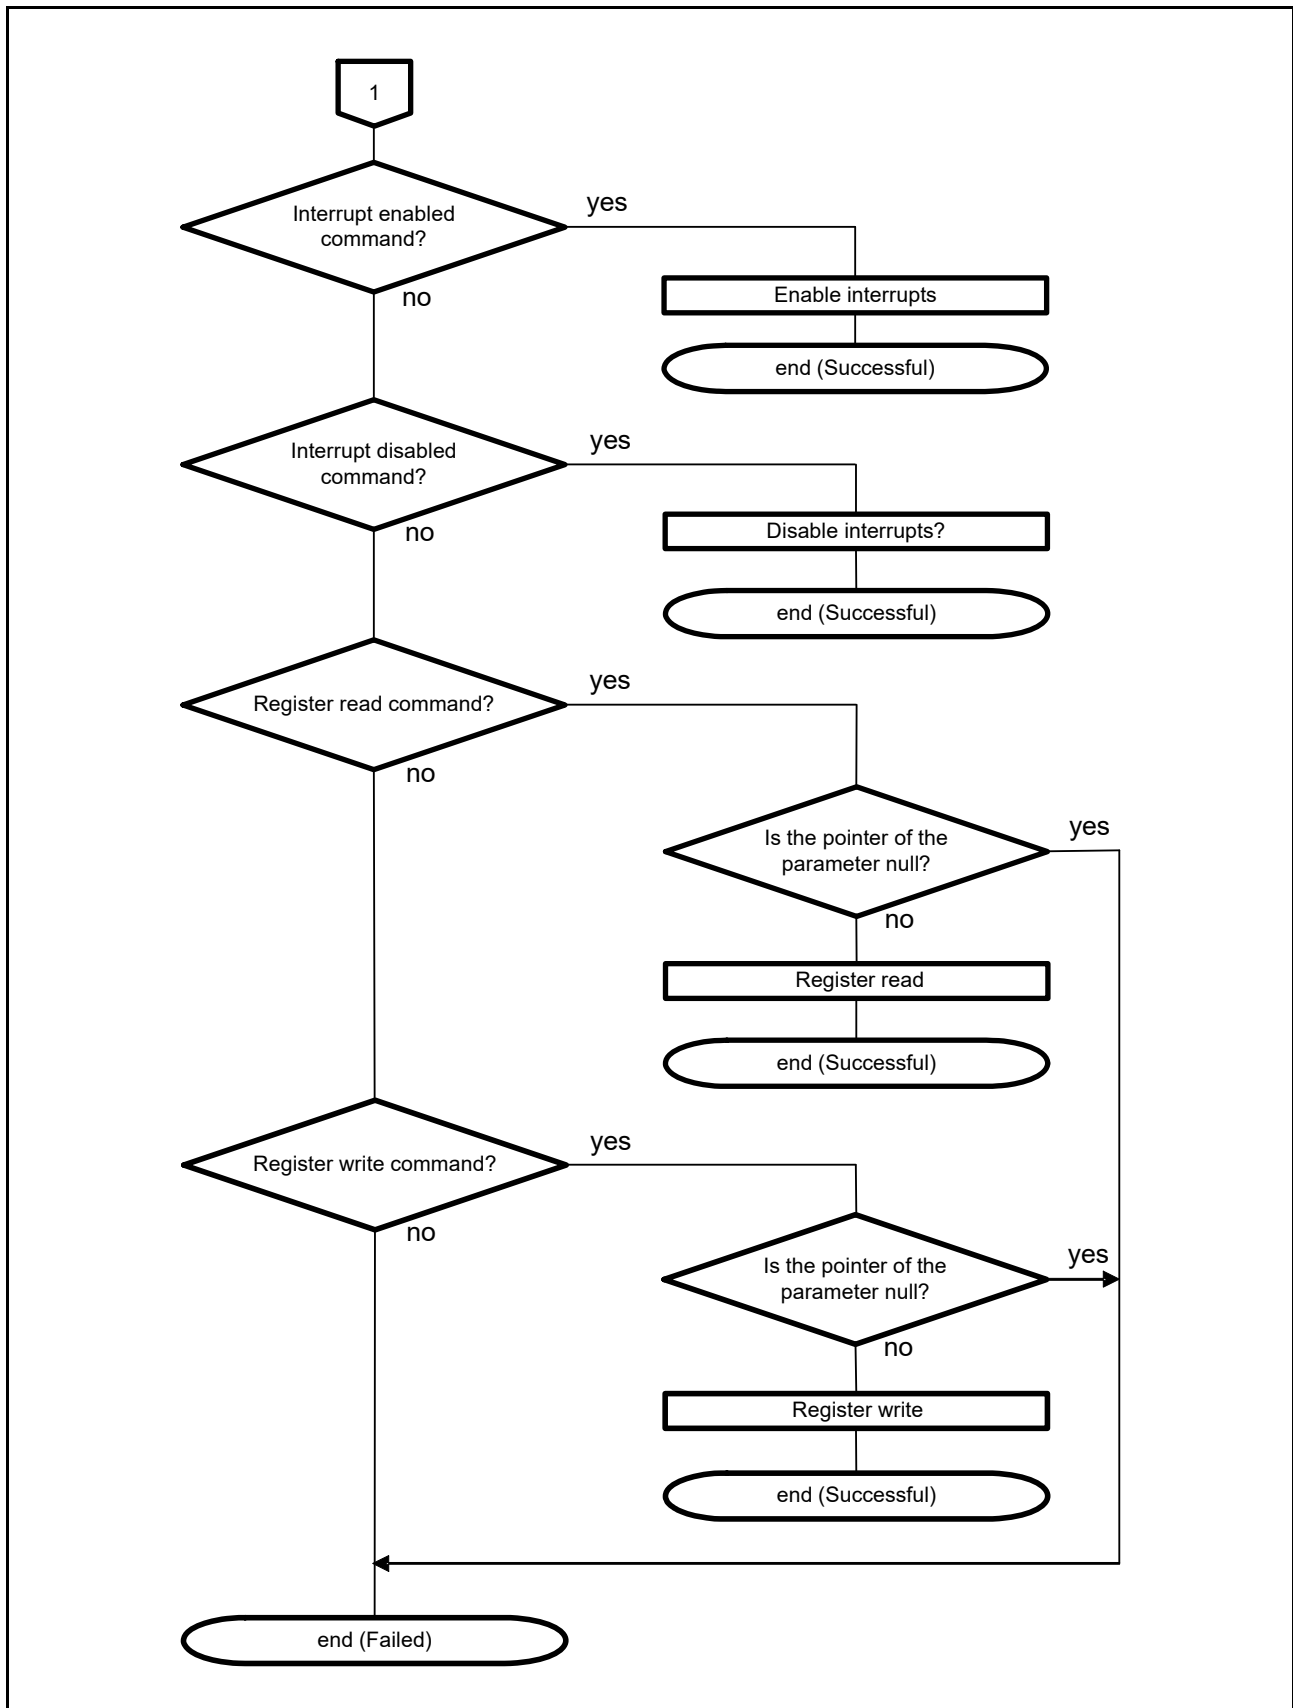 1
Interrupt enabled
command?
yes
no
Enable interrupts
end (Successful)
Interrupt disabled
command?
yes
no
Disable interrupts?
end (Successful)
Register read command?
yes
no
Is the pointer of the
parameter null?
yes
no
Register read
end (Successful)
Register write command?
yes
no
Is the pointer of the
parameter null?
yes
no
Register write
end (Successful)
end (Failed)